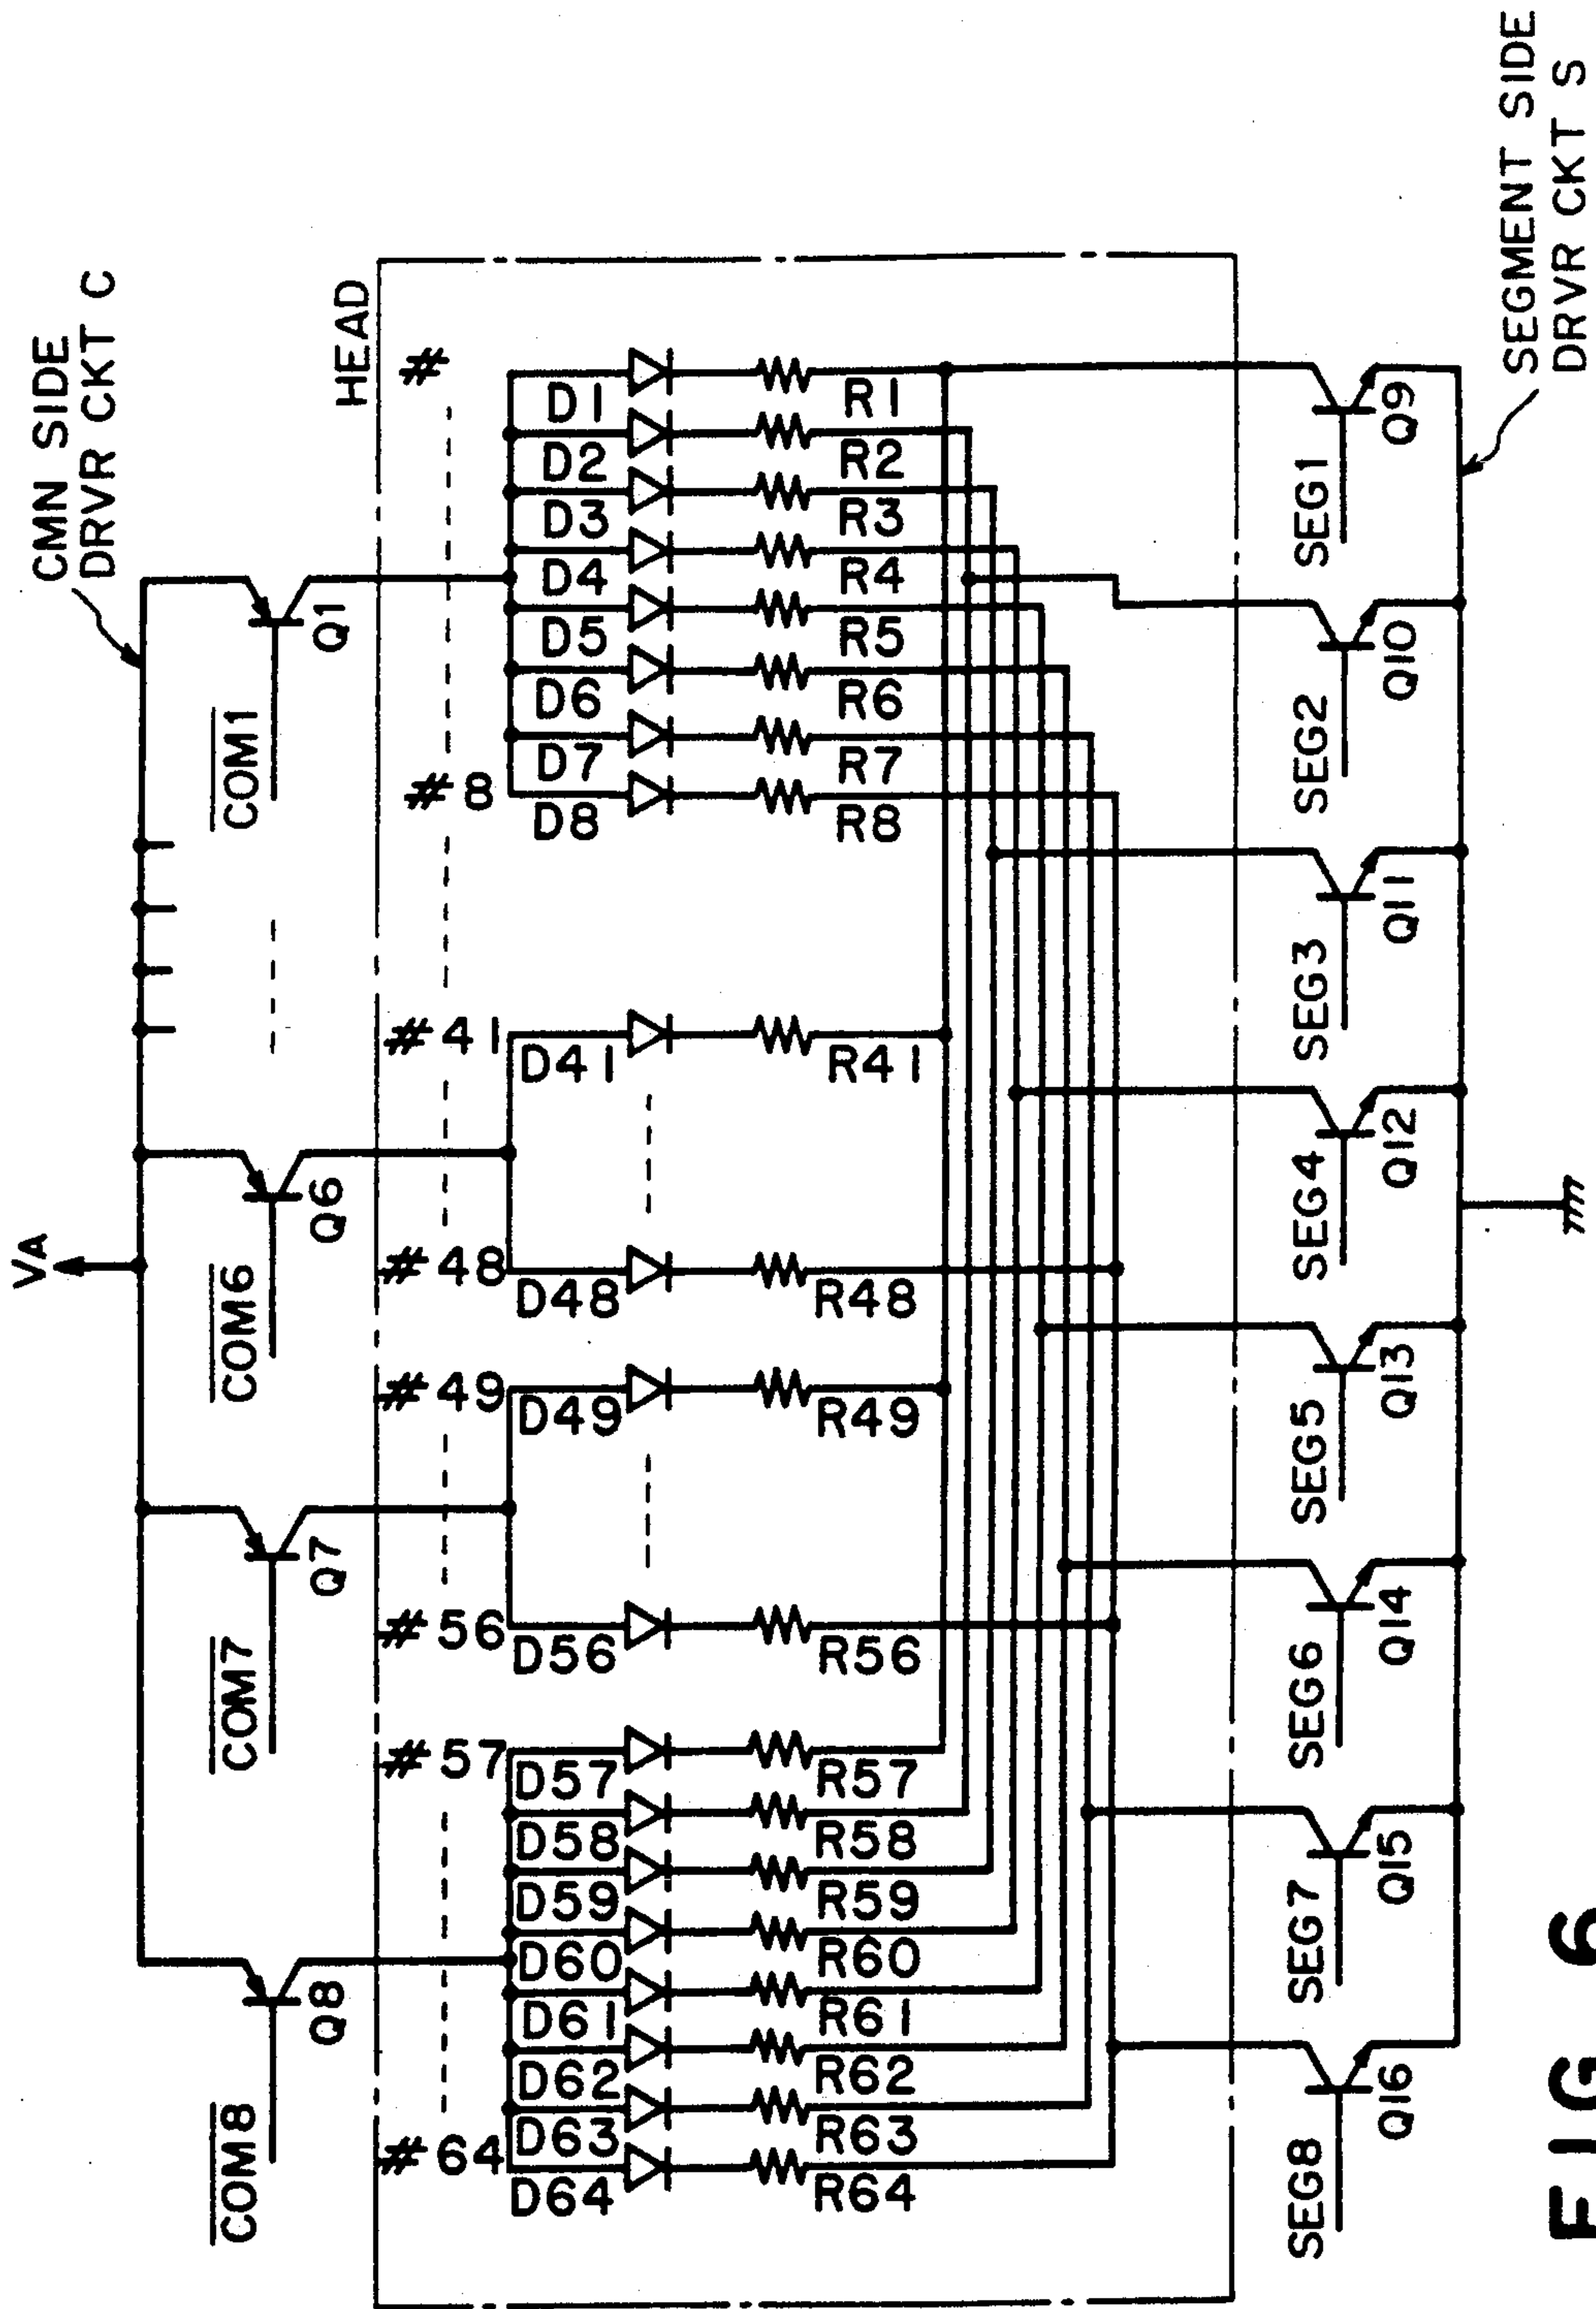 CMN SIDE
DRVR CKT C
VA
COM8
COM7
COM6
COM1
Q8
Q7
Q6
Q1
HEAD
#64
#57
#56
#49
#48
#41
#8
#
D64
D63
D62
D61
D60
D59
D58
D57
D56
D49
D48
D41
D8
D7
D6
D5
D4
D3
D2
D1
R64
R63
R62
R61
R60
R59
R58
R57
R56
R49
R48
R41
R8
R7
R6
R5
R4
R3
R2
R1
SEG8
SEG7
SEG6
SEG5
SEG4
SEG3
SEG2
SEG1
Q16
Q15
Q14
Q13
Q12
Q11
Q10
Q9
SEGMENT SIDE
DRVR CKT S
FIG 6